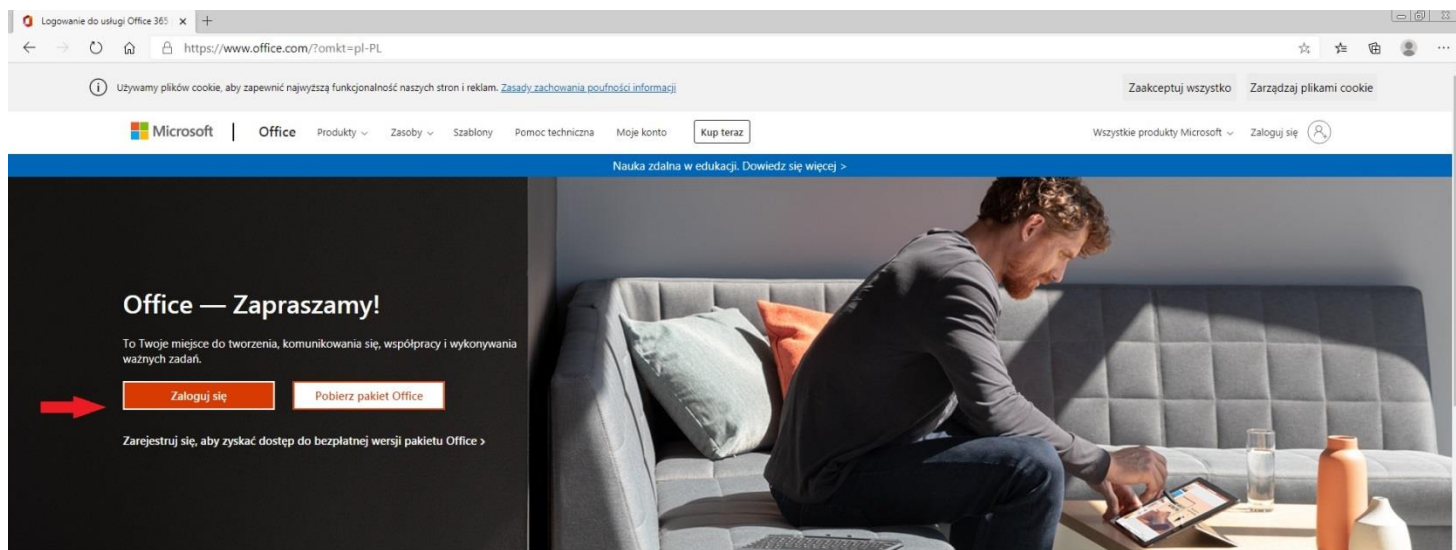 Logowanie do usługi Office 365
https://www.office.com/?omkt=pl-PL
Używamy plików cookie, aby zapewnić najwyższą funkcjonalność naszych stron i reklam. Zasady zachowania poufności informacji
Zaakceptuj wszystko Zarządzaj plikami cookie
Microsoft Office Produkty Zasoby Szablony Pomoc techniczna Moje konto Kup teraz Wszystkie produkty Microsoft Zaloguj się
Nauka zdalna w edukacji. Dowiedz się więcej >
Office — Zapraszamy!
To Twoje miejsce do tworzenia, komunikowania się, współpracy i wykonywania
ważnych zadań.
Zaloguj się Pobierz pakiet Office
Zarejestruj się, aby zyskać dostęp do bezpłatnej wersji pakietu Office >